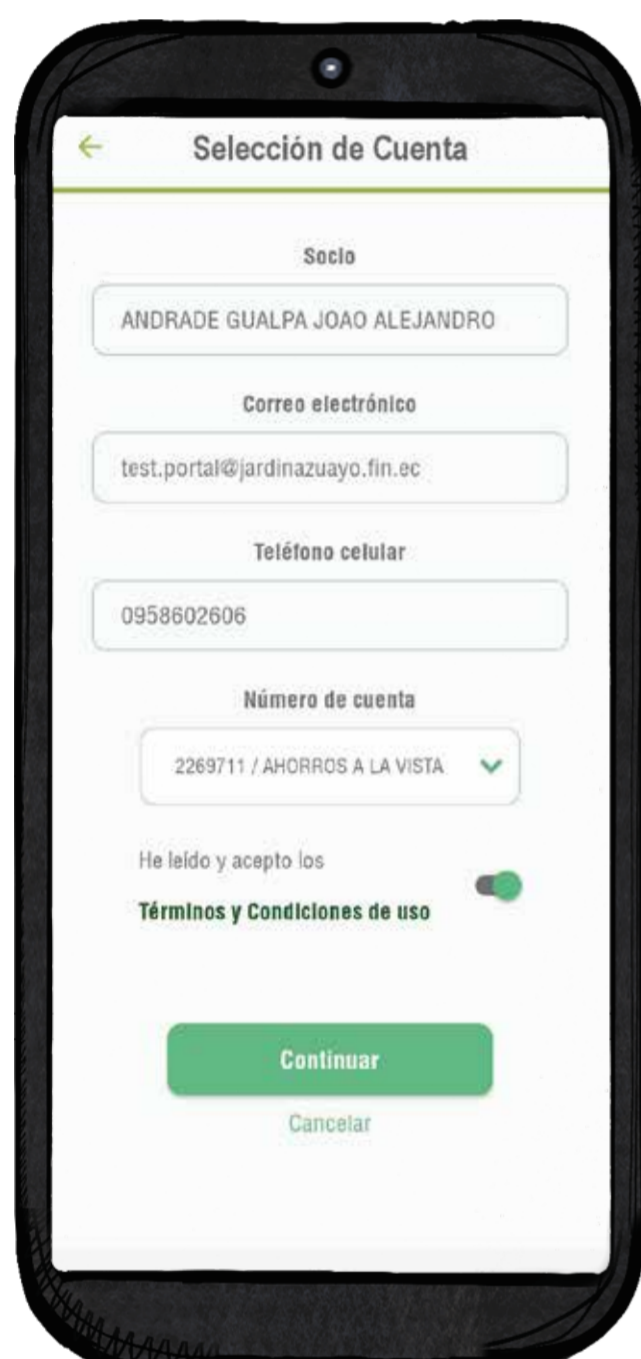 Selección de Cuenta
Socio
ANDRADE GUALPA JOAO ALEJANDRO
Correo electrónico
test.portal@jardinazuayo.fin.ec
Teléfono celular
0958602606
Número de cuenta
2269711 / AHORROS A LA VISTA
He leído y acepto los
Términos y Condiciones de uso
Continuar
Cancelar